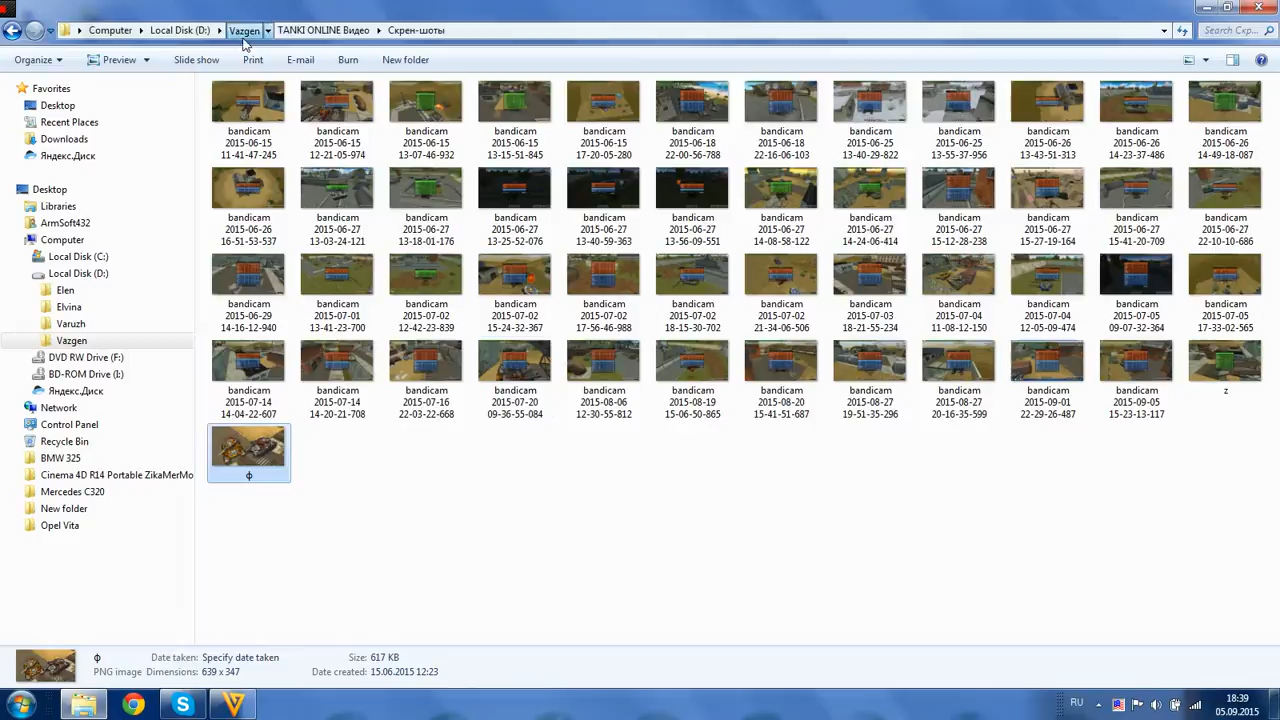 Computer
Local Disk (D:)
Vazgen
TANKI ONLINE Видео
Скрен-шоты
Search Скр...
Organize
Preview
Slide show
Print
E-mail
Burn
New folder
Favorites
Desktop
Recent Places
Downloads
Яндекс.Диск
Desktop
Libraries
ArmSoft432
Computer
Local Disk (C:)
Local Disk (D:)
Elen
Elvina
Varuzh
Vazgen
DVD RW Drive (F:)
BD-ROM Drive (I:)
Яндекс.Диск
Network
Control Panel
Recycle Bin
BMW 325
Cinema 4D R14 Portable ZikaMerMo
Mercedes C320
New folder
Opel Vita
bandicam
2015-06-15
11-41-47-245
bandicam
2015-06-15
12-21-05-974
bandicam
2015-06-15
13-07-46-932
bandicam
2015-06-15
13-15-51-845
bandicam
2015-06-15
17-20-05-280
bandicam
2015-06-18
22-00-56-788
bandicam
2015-06-18
22-16-06-103
bandicam
2015-06-25
13-40-29-822
bandicam
2015-06-25
13-55-37-956
bandicam
2015-06-26
13-43-51-313
bandicam
2015-06-26
14-23-37-486
bandicam
2015-06-26
14-49-18-087
bandicam
2015-06-26
16-51-53-537
bandicam
2015-06-27
13-03-24-121
bandicam
2015-06-27
13-18-01-176
bandicam
2015-06-27
13-25-52-076
bandicam
2015-06-27
13-40-59-363
bandicam
2015-06-27
13-56-09-551
bandicam
2015-06-27
14-08-58-122
bandicam
2015-06-27
14-24-06-414
bandicam
2015-06-27
15-12-28-238
bandicam
2015-06-27
15-27-19-164
bandicam
2015-06-27
15-41-20-709
bandicam
2015-06-27
22-10-10-686
bandicam
2015-06-29
14-16-12-940
bandicam
2015-07-01
13-41-23-700
bandicam
2015-07-02
12-42-23-839
bandicam
2015-07-02
15-24-32-367
bandicam
2015-07-02
17-56-46-988
bandicam
2015-07-02
18-15-30-702
bandicam
2015-07-02
21-34-06-506
bandicam
2015-07-03
18-21-55-234
bandicam
2015-07-04
11-08-12-150
bandicam
2015-07-04
12-05-09-474
bandicam
2015-07-05
09-07-32-364
bandicam
2015-07-05
17-33-02-565
bandicam
2015-07-14
14-04-22-607
bandicam
2015-07-14
14-20-21-708
bandicam
2015-07-16
22-03-22-668
bandicam
2015-07-20
09-36-55-084
bandicam
2015-08-06
12-30-55-812
bandicam
2015-08-19
15-06-50-865
bandicam
2015-08-20
15-41-51-687
bandicam
2015-08-27
19-51-35-296
bandicam
2015-08-27
20-16-35-599
bandicam
2015-09-01
22-29-26-487
bandicam
2015-09-05
15-23-13-117
z
ф
ф
Date taken: Specify date taken
Size: 617 KB
PNG image
Dimensions: 639 x 347
Date created: 15.06.2015 12:23
RU
18:39
05.09.2015